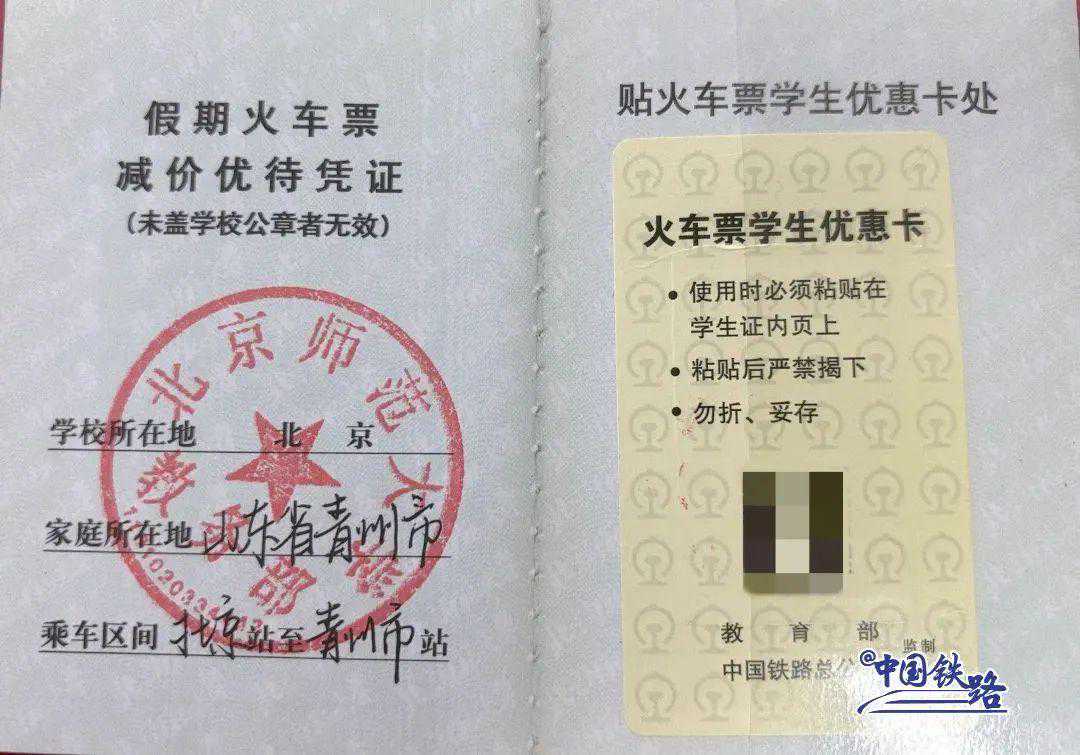 假期火车票
减价优待凭证
(未盖学校公章者无效)
北京师范大学
教务部
学校所在地 北京
家庭所在地 山东省青州市
乘车区间 北京 站至 青州市 站
贴火车票学生优惠卡处
火车票学生优惠卡
• 使用时必须粘贴在
学生证内页上
• 粘贴后严禁揭下
• 勿折、妥存
教育部
中国铁路总公
监制
@中国铁路